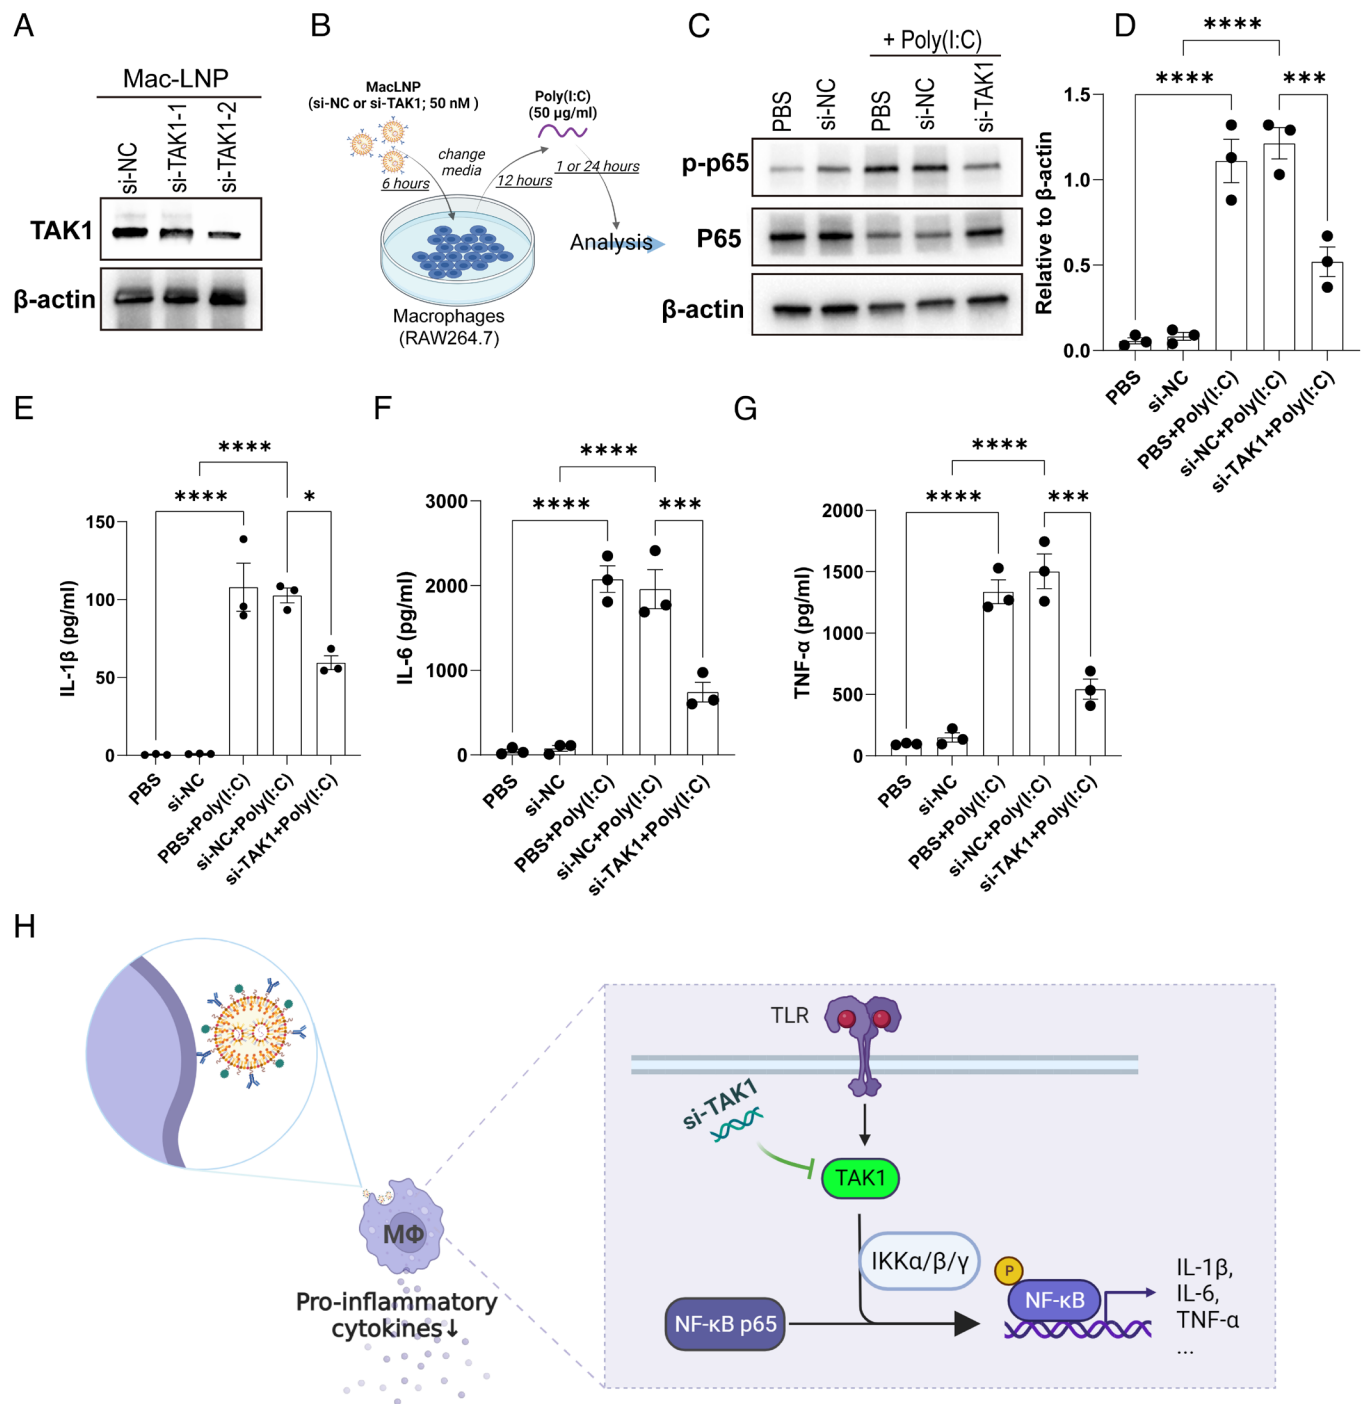 A
Mac-LNP
si-NC
si-TAK1-1
si-TAK1-2
TAK1
β-actin
B
MacLNP
(si-NC or si-TAK1; 50 nM )
Poly(I:C)
(50 μg/ml)
change
media
6 hours
12 hours
1 or 24 hours
Analysis
Macrophages
(RAW264.7)
C
+ Poly(I:C)
PBS
si-NC
PBS
si-NC
si-TAK1
p-p65
P65
β-actin
D
****
****
***
Relative to β-actin
1.5
1.0
0.5
0.0
PBS
si-NC
PBS+Poly(I:C)
si-NC+Poly(I:C)
si-TAK1+Poly(I:C)
E
****
****
*
IL-1β (pg/ml)
150
100
50
0
PBS
si-NC
PBS+Poly(I:C)
si-NC+Poly(I:C)
si-TAK1+Poly(I:C)
F
****
****
***
IL-6 (pg/ml)
3000
2000
1000
0
PBS
si-NC
PBS+Poly(I:C)
si-NC+Poly(I:C)
si-TAK1+Poly(I:C)
G
****
****
***
TNF-α (pg/ml)
2000
1500
1000
500
0
PBS
si-NC
PBS+Poly(I:C)
si-NC+Poly(I:C)
si-TAK1+Poly(I:C)
H
MΦ
Pro-inflammatory
cytokines↓
TLR
si-TAK1
TAK1
IKKα/β/γ
NF-κB p65
P
NF-κB
IL-1β,
IL-6,
TNF-α
...